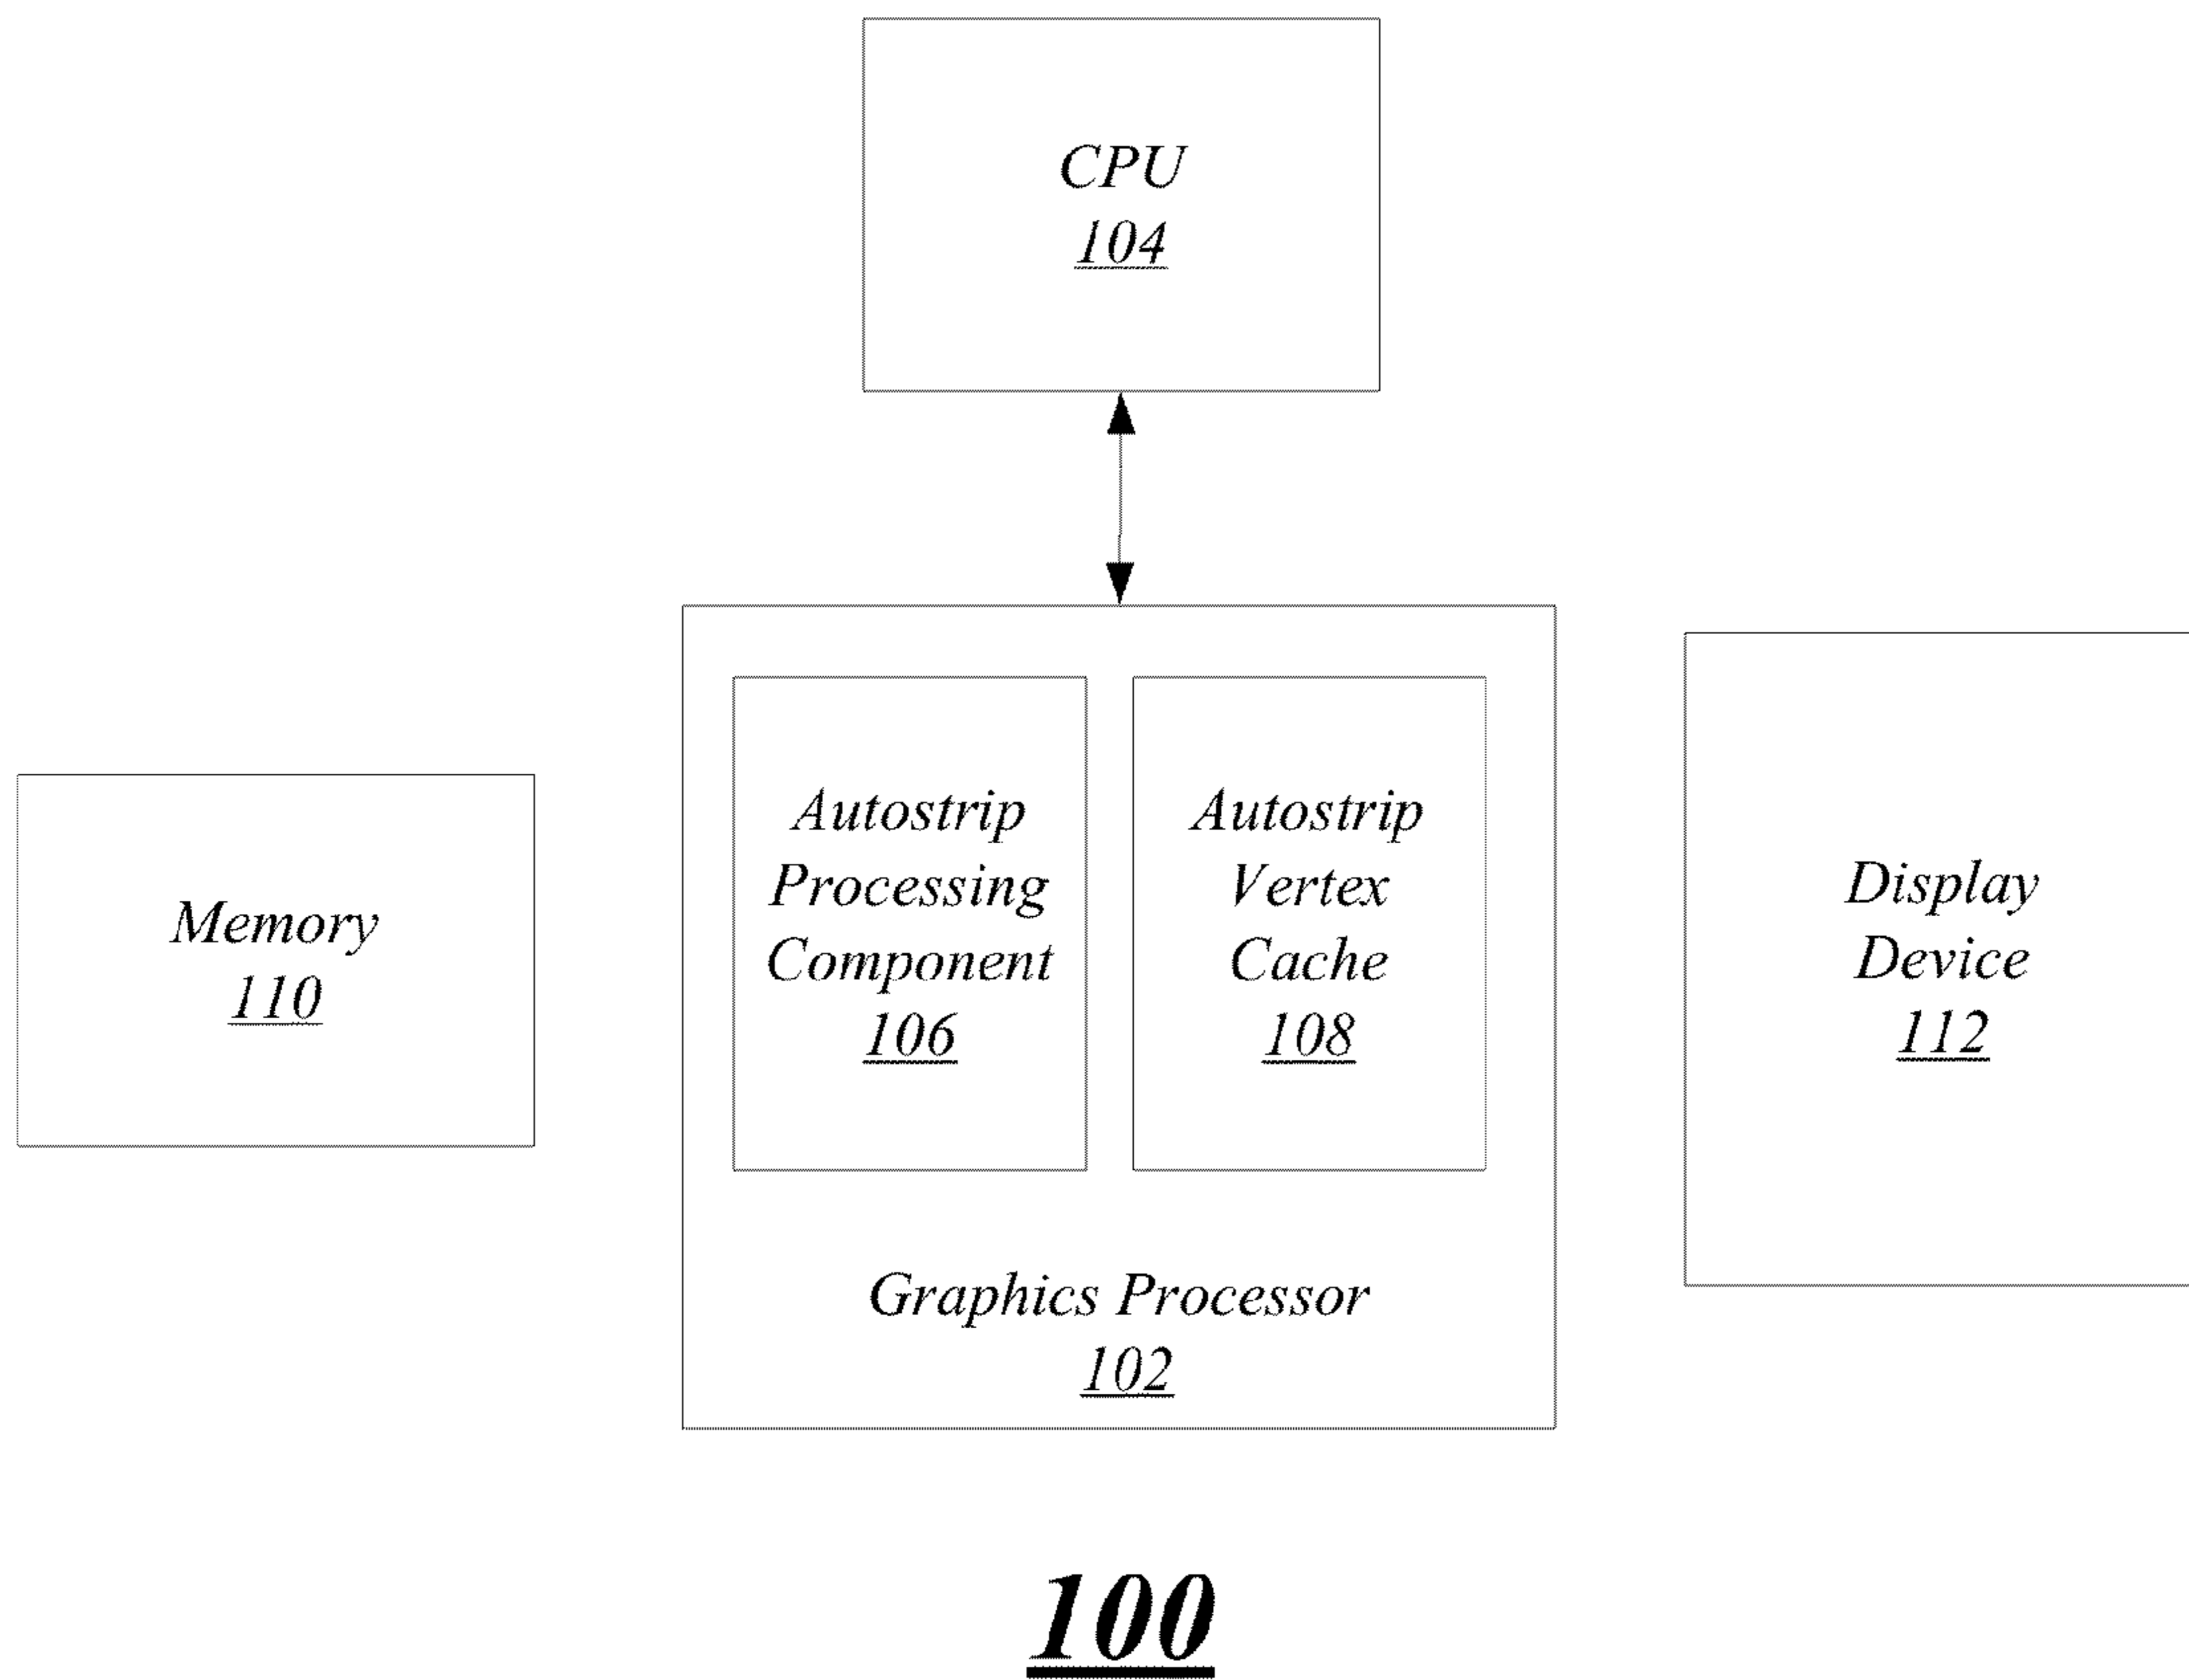 CPU
104
Memory
110
Autostrip
Processing
Component
106
Autostrip
Vertex
Cache
108
Graphics Processor
102
Display
Device
112
100